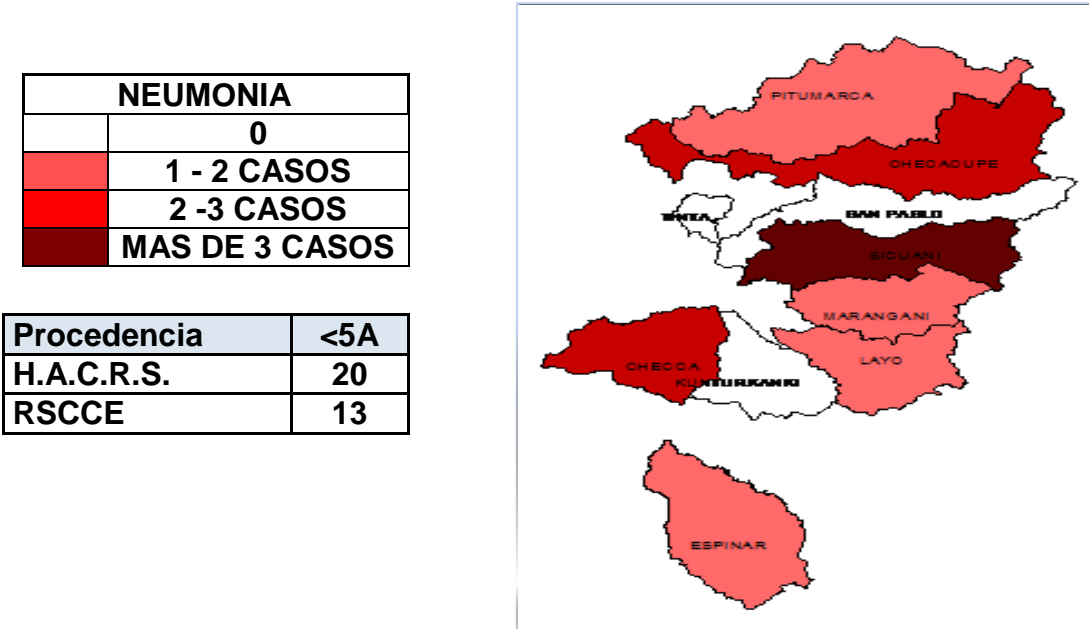 NEUMONIA
0
1 - 2 CASOS
2 -3 CASOS
MAS DE 3 CASOS
Procedencia <5A
H.A.C.R.S. 20
RSCCE 13
PITUMARCA
CHECACUPE
TINTA
SAN PABLO
SICUANI
MARANGANI
LAYO
CHECCA
KUNTURKANKI
ESPINAR